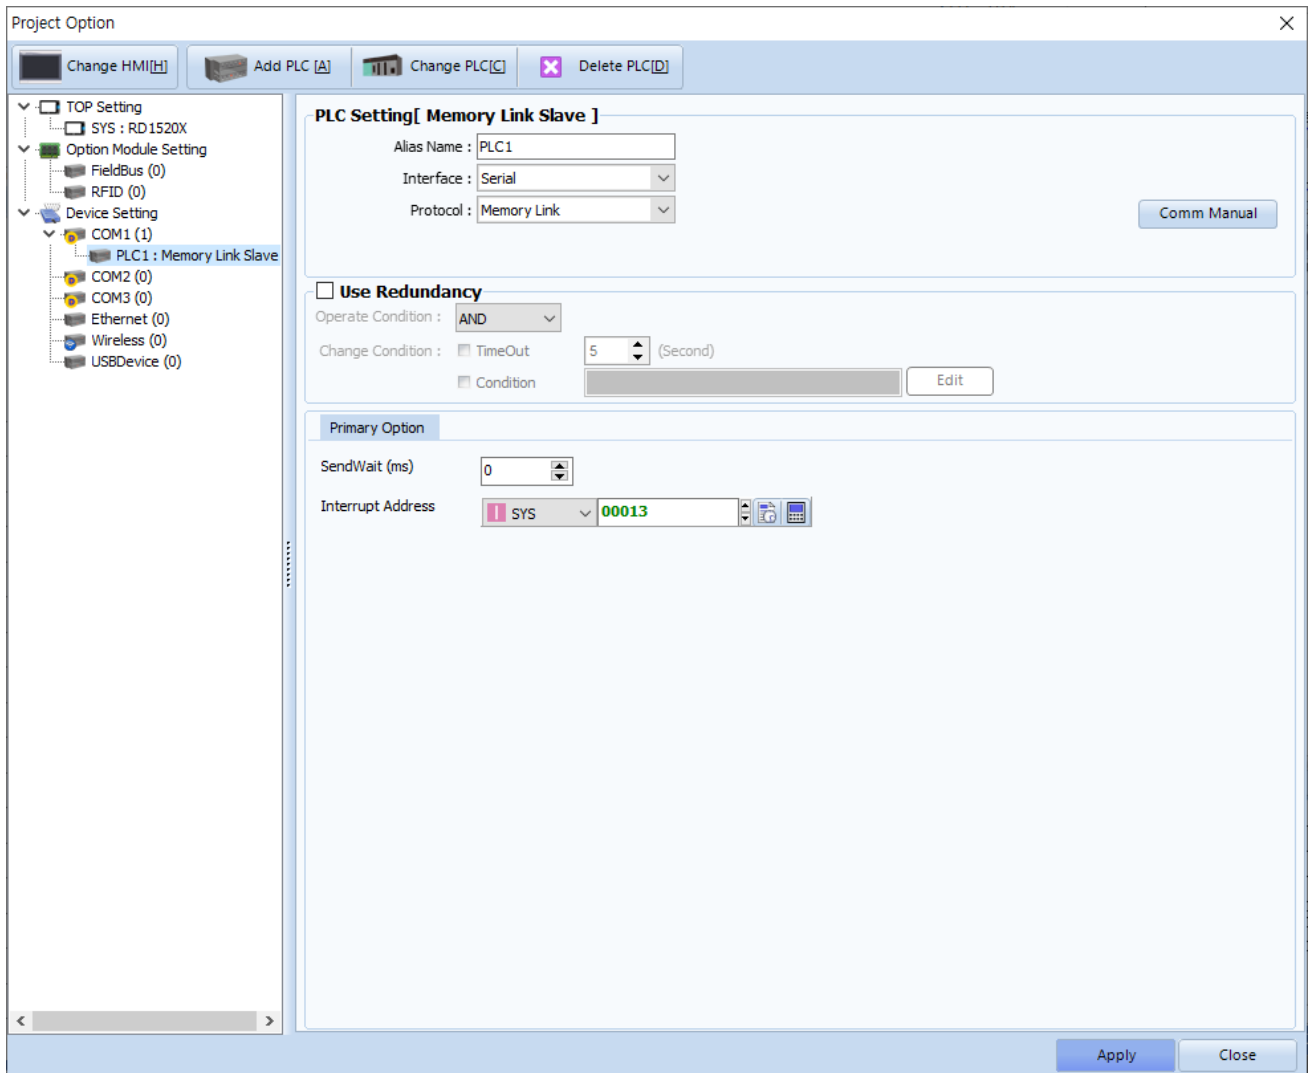 Project Option
Change HMI[H] Add PLC [A] Change PLC[C] Delete PLC[D]
TOP Setting
SYS : RD1520X
Option Module Setting
FieldBus (0)
RFID (0)
Device Setting
COM1 (1)
PLC1 : Memory Link Slave
COM2 (0)
COM3 (0)
Ethernet (0)
Wireless (0)
USBDevice (0)
PLC Setting[ Memory Link Slave ]
Alias Name : PLC1
Interface : Serial
Protocol : Memory Link
Comm Manual
Use Redundancy
Operate Condition : AND
Change Condition : TimeOut 5 (Second)
Condition Edit
Primary Option
SendWait (ms) 0
Interrupt Address I SYS 00013
Apply Close